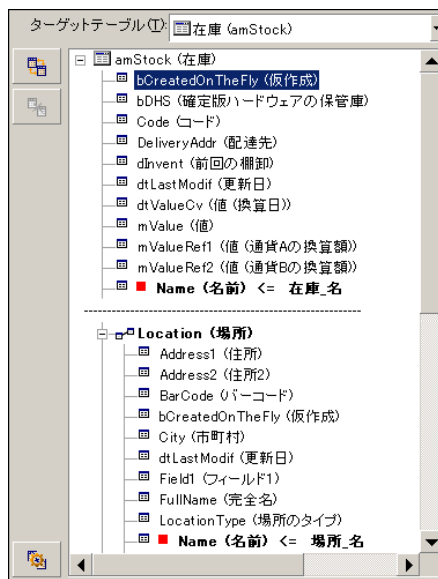 ターゲットテーブル(T): 在庫 (amStock)
amStock (在庫)
bCreatedOnTheFly (仮作成)
bDHS (確定版ハードウェアの保管庫)
Code (コード)
DeliveryAddr (配達先)
dInvent (前回の棚卸)
dtLastModif (更新日)
dtValueCv (値 (換算日))
mValue (値)
mValueRef1 (値 (通貨Aの換算額))
mValueRef2 (値 (通貨Bの換算額))
Name (名前) <= 在庫_名
Location (場所)
Address1 (住所)
Address2 (住所2)
BarCode (バーコード)
bCreatedOnTheFly (仮作成)
City (市町村)
dtLastModif (更新日)
Field1 (フィールド1)
FullName (完全名)
LocationType (場所のタイプ)
Name (名前) <= 場所_名